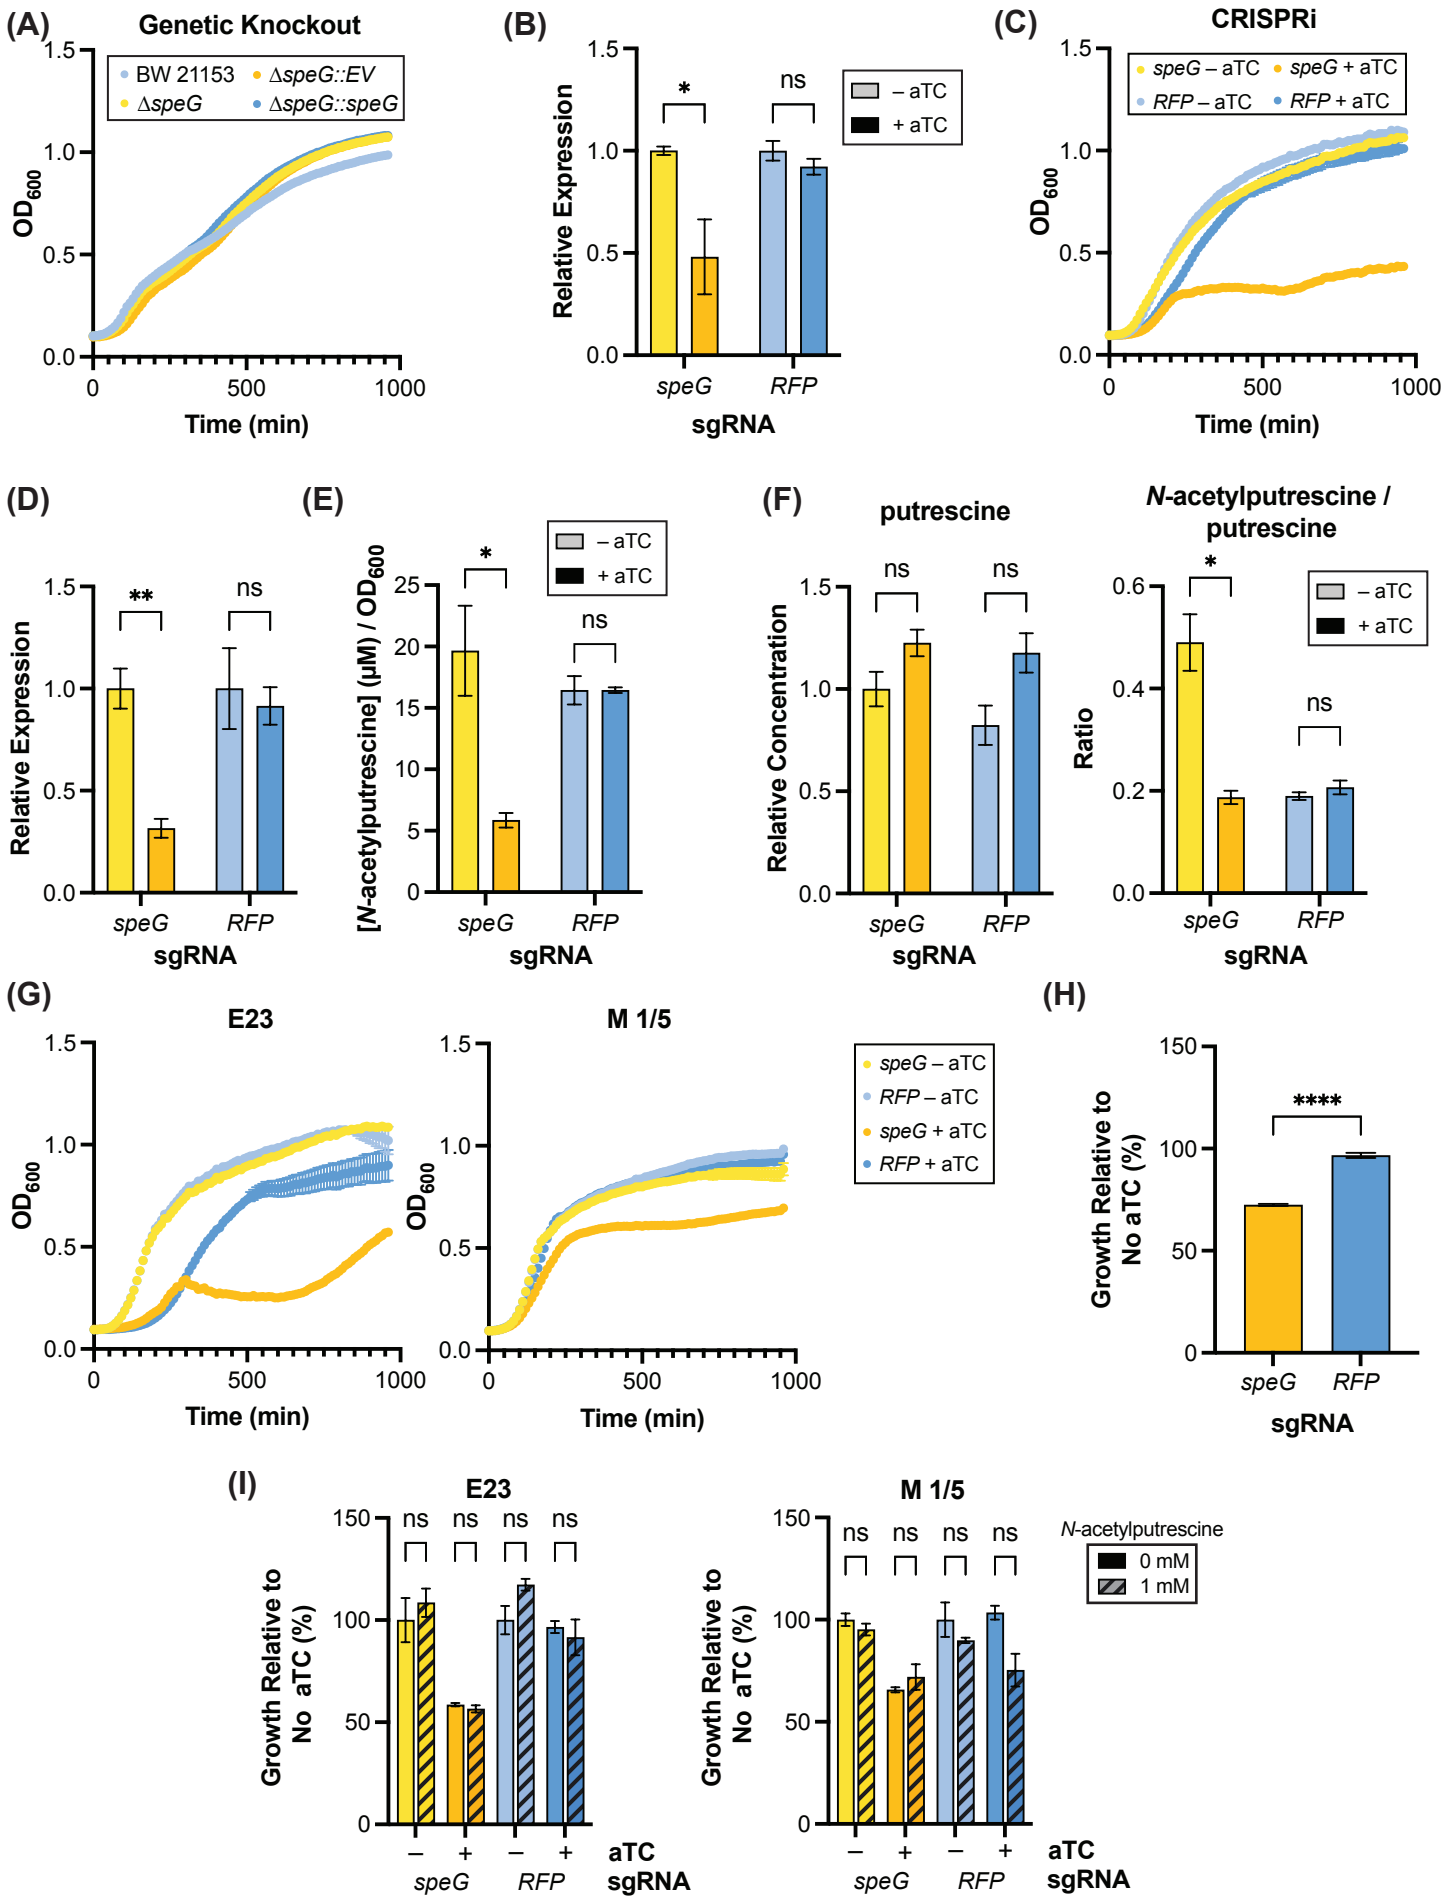 (A)
Genetic Knockout
BW 21153
ΔspeG::EV
ΔspeG
ΔspeG::speG
1.5
1.0
0.5
0.0
OD600
0
500
1000
Time (min)
(B)
1.5
1.0
0.5
0.0
Relative Expression
*
ns
– aTC
+ aTC
speG
RFP
sgRNA
(C)
CRISPRi
speG – aTC
speG + aTC
RFP – aTC
RFP + aTC
1.5
1.0
0.5
0.0
OD600
0
500
1000
Time (min)
(D)
1.5
1.0
0.5
0.0
Relative Expression
**
ns
speG
RFP
sgRNA
(E)
– aTC
+ aTC
25
20
15
10
5
0
[N-acetylputrescine] (µM) / OD600
*
ns
speG
RFP
sgRNA
(F)
putrescine
1.5
1.0
0.5
0.0
Relative Concentration
ns
ns
speG
RFP
sgRNA
N-acetylputrescine /
putrescine
0.6
0.4
0.2
0.0
Ratio
*
ns
– aTC
+ aTC
speG
RFP
sgRNA
(G)
E23
1.5
1.0
0.5
0.0
OD600
0
500
1000
Time (min)
M 1/5
1.5
1.0
0.5
0.0
OD600
0
500
1000
Time (min)
speG – aTC
RFP – aTC
speG + aTC
RFP + aTC
(H)
150
100
50
0
Growth Relative to
No aTC (%)
****
speG
RFP
sgRNA
(I)
E23
150
100
50
0
Growth Relative to
No aTC (%)
ns
ns
ns
ns
– + – + aTC
speG RFP sgRNA
M 1/5
150
100
50
0
Growth Relative to
No aTC (%)
ns
ns
ns
ns
– + – + aTC
speG RFP sgRNA
N-acetylputrescine
0 mM
1 mM